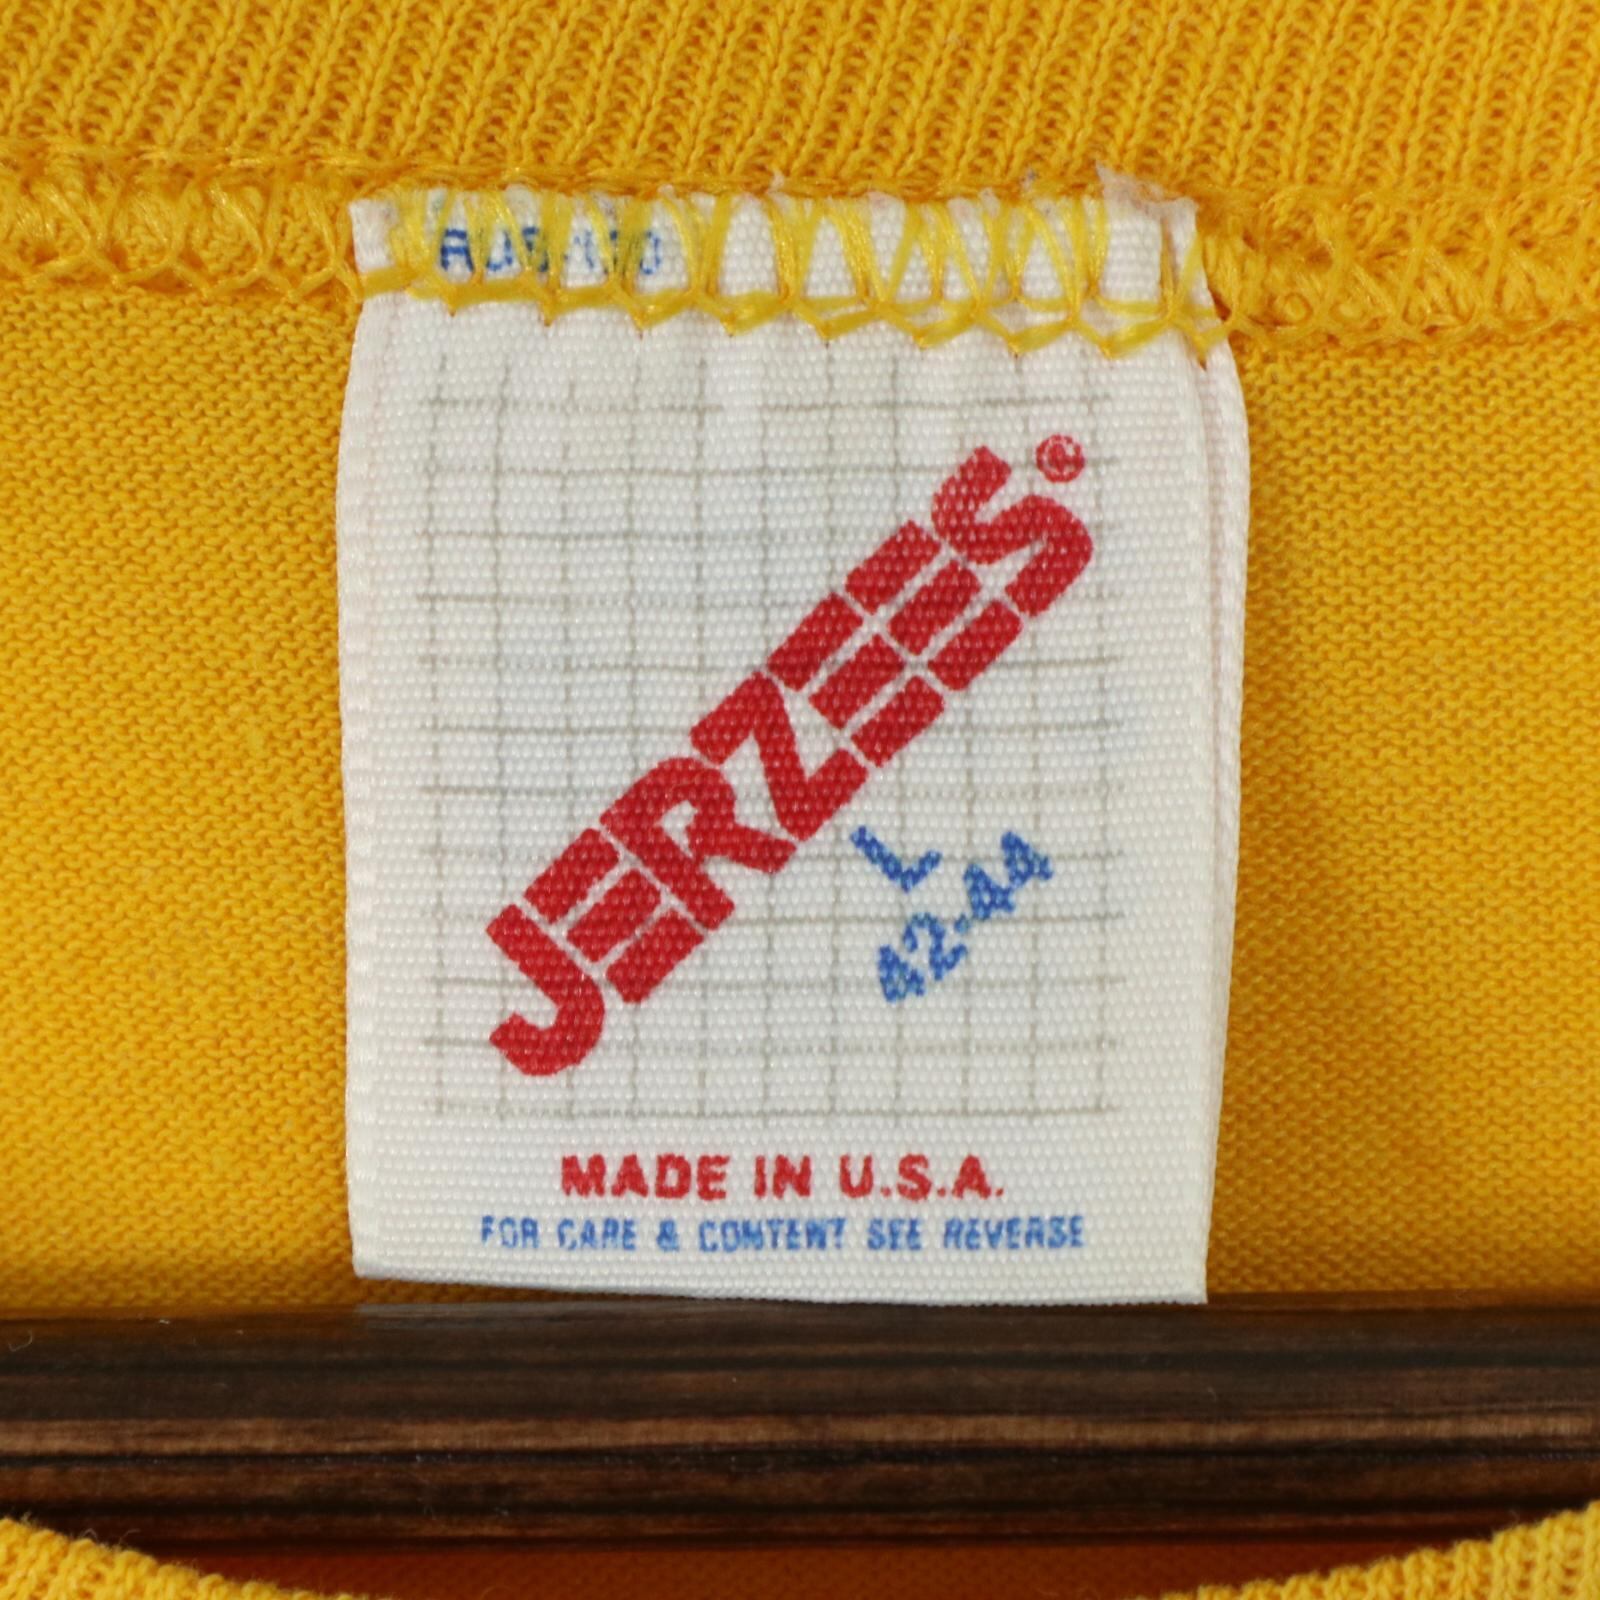 JERZEES©
L
42-44
MADE IN U.S.A.
FOR CARE & CONTENT SEE REVERSE